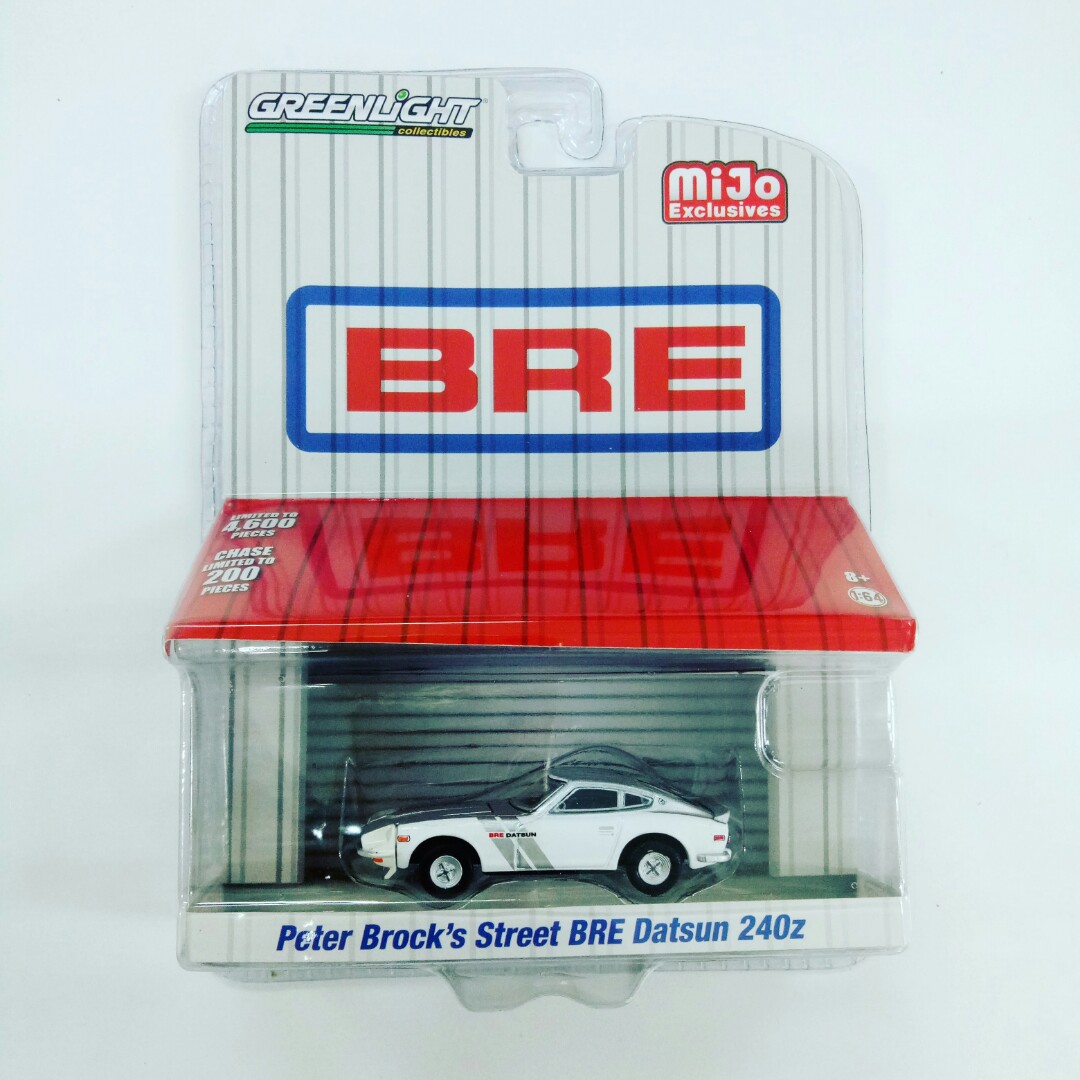 GREENLiGHT
collectibles
MiJo
Exclusives
BRE
BRE
LIMITED TO
4,600
PIECES
CHASE
LIMITED TO
200
PIECES
8+
1:64
BRE DATSUN
Peter Brock's Street BRE Datsun 240z